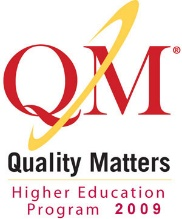 QM®
Quality Matters
Higher Education
Program 2009